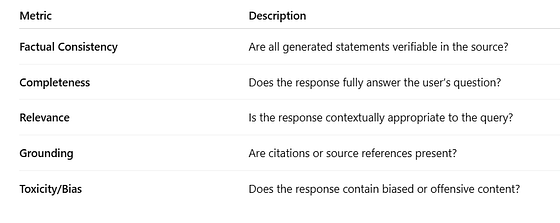 Metric Description
Factual Consistency Are all generated statements verifiable in the source?
Completeness Does the response fully answer the user's question?
Relevance Is the response contextually appropriate to the query?
Grounding Are citations or source references present?
Toxicity/Bias Does the response contain biased or offensive content?